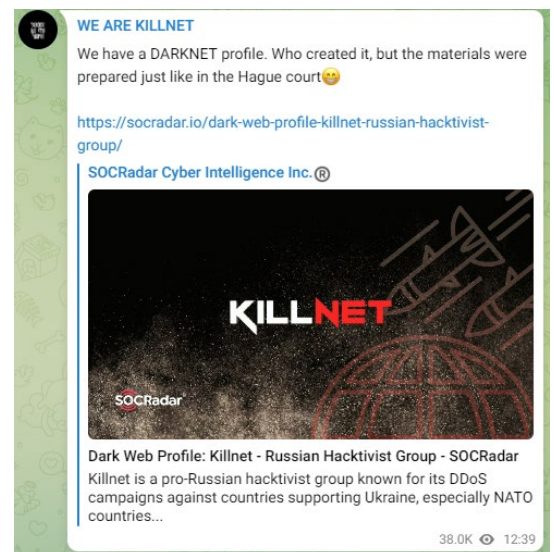 WE ARE KILLNET
We have a DARKNET profile. Who created it, but the materials were
prepared just like in the Hague court😁
https://socradar.io/dark-web-profile-killnet-russian-hacktivist-
group/
SOCRadar Cyber Intelligence Inc.®
KILLNET
SOCRadar
Dark Web Profile: Killnet - Russian Hacktivist Group - SOCRadar
Killnet is a pro-Russian hacktivist group known for its DDoS
campaigns against countries supporting Ukraine, especially NATO
countries...
38.0K 12:39